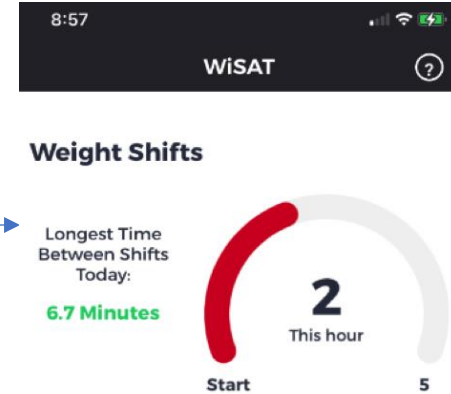 8:57
WiSAT
?
Weight Shifts
Longest Time
Between Shifts
Today:
6.7 Minutes
2
This hour
Start
5